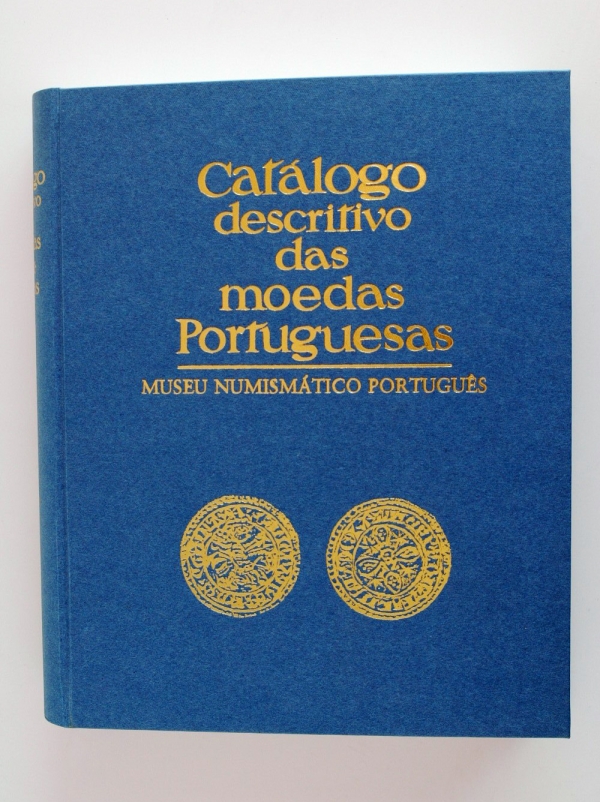 Catálogo
descritivo
das
moedas
Portuguesas
MUSEU NUMISMÁTICO PORTUGUÊS